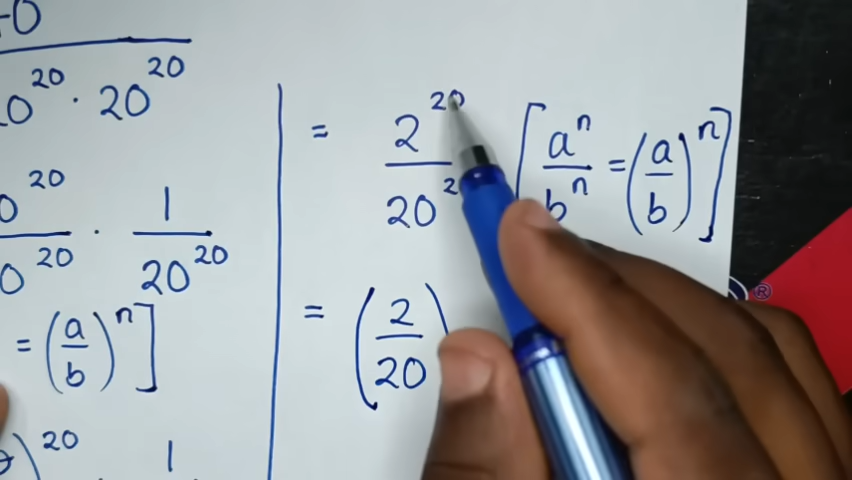 0
0^20 · 20^20
0^20 / 0^20 · 1 / 20^20
= (a/b)^n]
)^20 1
= 2^20 / 20^2 [a^n / b^n = (a/b)^n]
= (2/20)
®